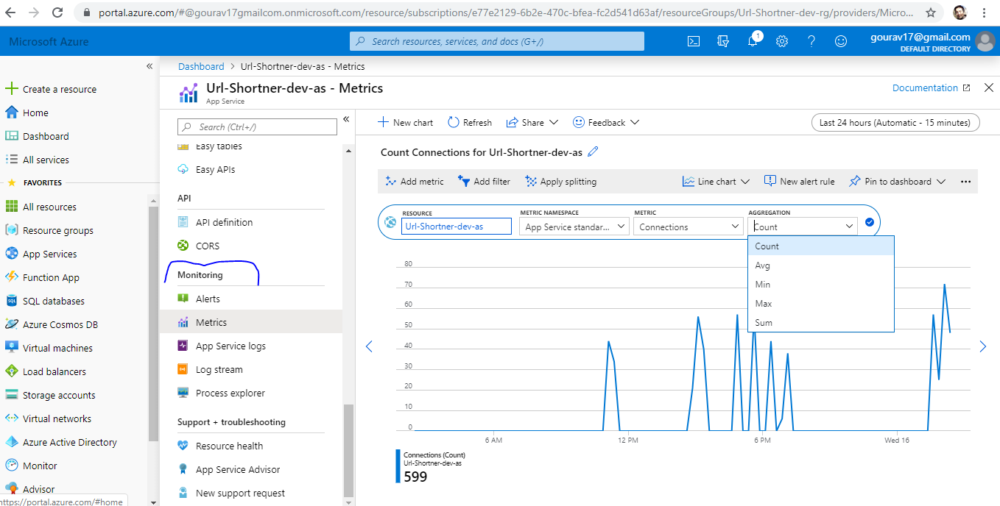 portal.azure.com/#@gourav17gmailcom.onmicrosoft.com/resource/subscriptions/e77e2129-6b2e-470c-bfea-fc2d541d63af/resourceGroups/Url-Shortner-dev-rg/providers/Micro...
Microsoft Azure
Search resources, services, and docs (G+/)
1
gourav17@gmail.com
DEFAULT DIRECTORY
Create a resource
Home
Dashboard
All services
FAVORITES
All resources
Resource groups
App Services
Function App
SQL databases
Azure Cosmos DB
Virtual machines
Load balancers
Storage accounts
Virtual networks
Azure Active Directory
Monitor
Advisor
https://portal.azure.com/#home
Dashboard > Url-Shortner-dev-as - Metrics
Url-Shortner-dev-as - Metrics
App Service
Documentation
Search (Ctrl+/)
Easy tables
Easy APIs
API
API definition
CORS
Monitoring
Alerts
Metrics
App Service logs
Log stream
Process explorer
Support + troubleshooting
Resource health
App Service Advisor
New support request
New chart
Refresh
Share
Feedback
Last 24 hours (Automatic - 15 minutes)
Count Connections for Url-Shortner-dev-as
Add metric
Add filter
Apply splitting
Line chart
New alert rule
Pin to dashboard
RESOURCE
Url-Shortner-dev-as
METRIC NAMESPACE
App Service standar...
METRIC
Connections
AGGREGATION
Count
Count
Avg
Min
Max
Sum
80
70
60
50
40
30
20
10
0
6 AM
12 PM
6 PM
Wed 16
Connections (Count)
Url-Shortner-dev-as
599